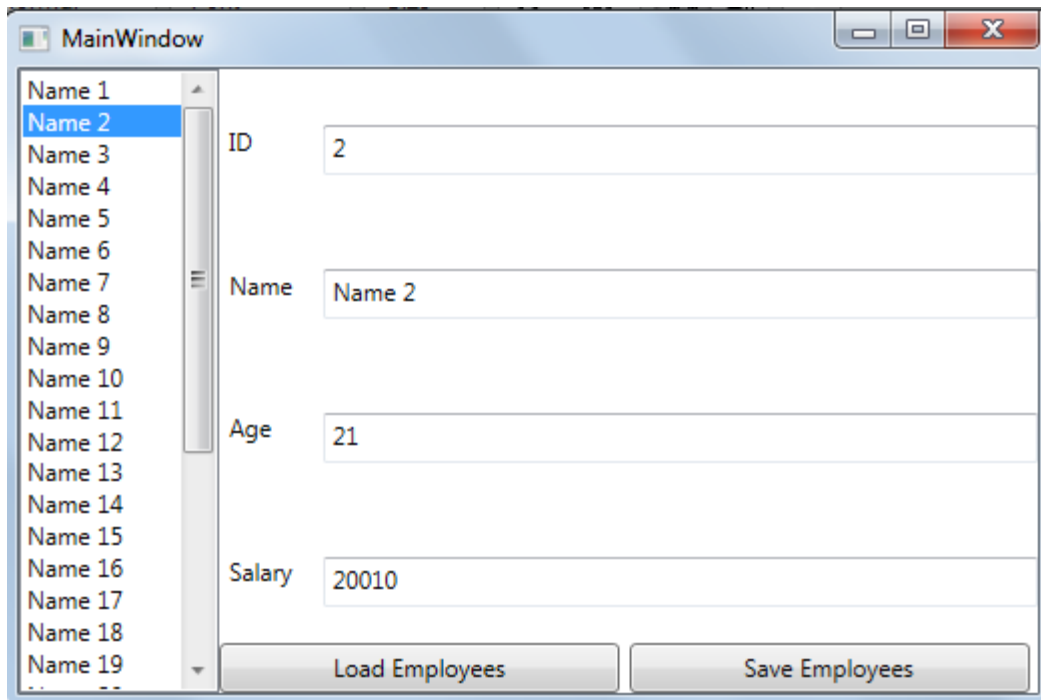 MainWindow
Name 1
Name 2
Name 3
Name 4
Name 5
Name 6
Name 7
Name 8
Name 9
Name 10
Name 11
Name 12
Name 13
Name 14
Name 15
Name 16
Name 17
Name 18
Name 19
ID
2
Name
Name 2
Age
21
Salary
20010
Load Employees
Save Employees